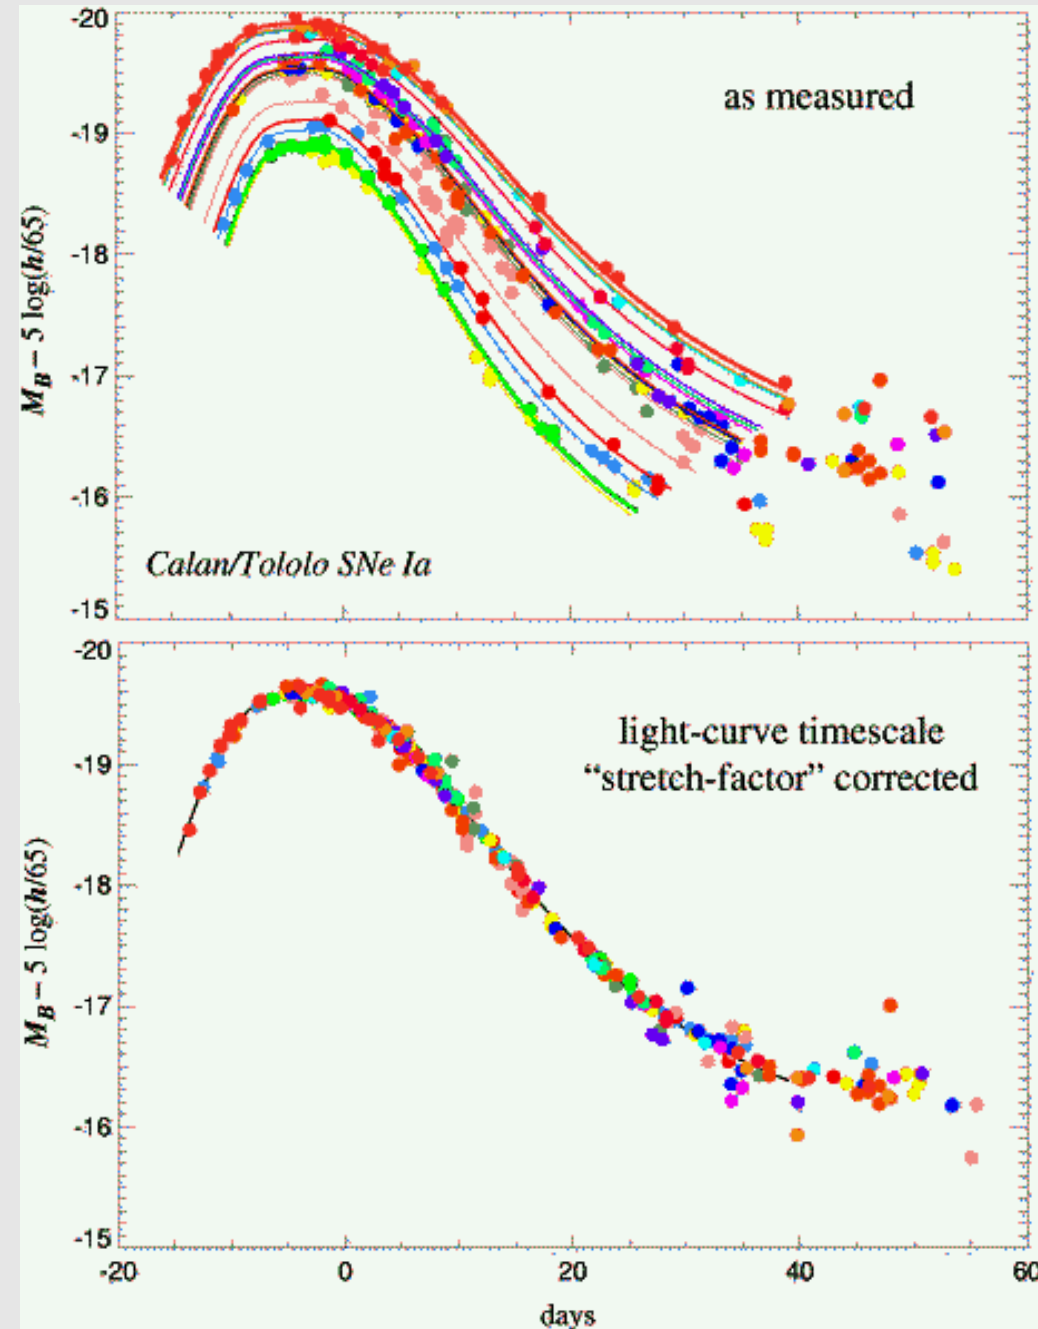 -20
-19
-18
-17
-16
-15
M_B – 5 log(h/65)
as measured
Calan/Tololo SNe Ia
-20
-19
-18
-17
-16
-15
M_B – 5 log(h/65)
light-curve timescale
“stretch-factor” corrected
-20 0 20 40 60
days